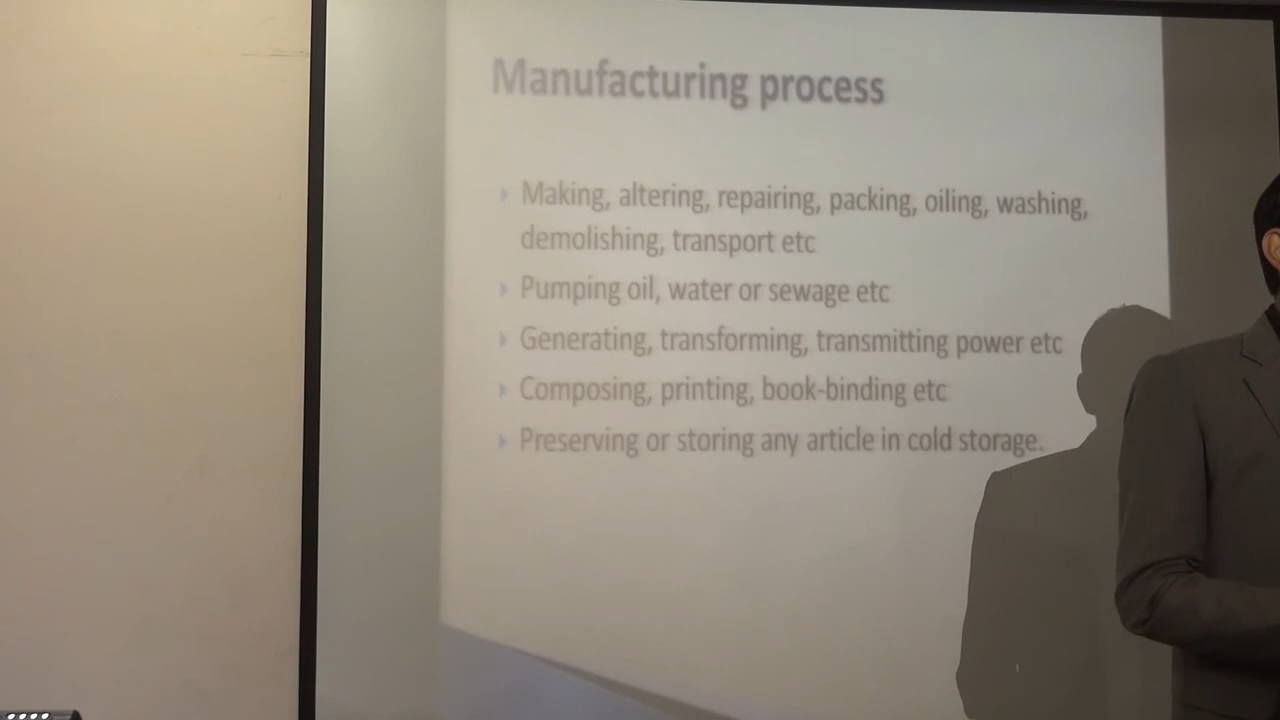 Manufacturing process
Making, altering, repairing, packing, oiling, washing,
demolishing, transport etc
Pumping oil, water or sewage etc
Generating, transforming, transmitting power etc
Composing, printing, book-binding etc
Preserving or storing any article in cold storage.